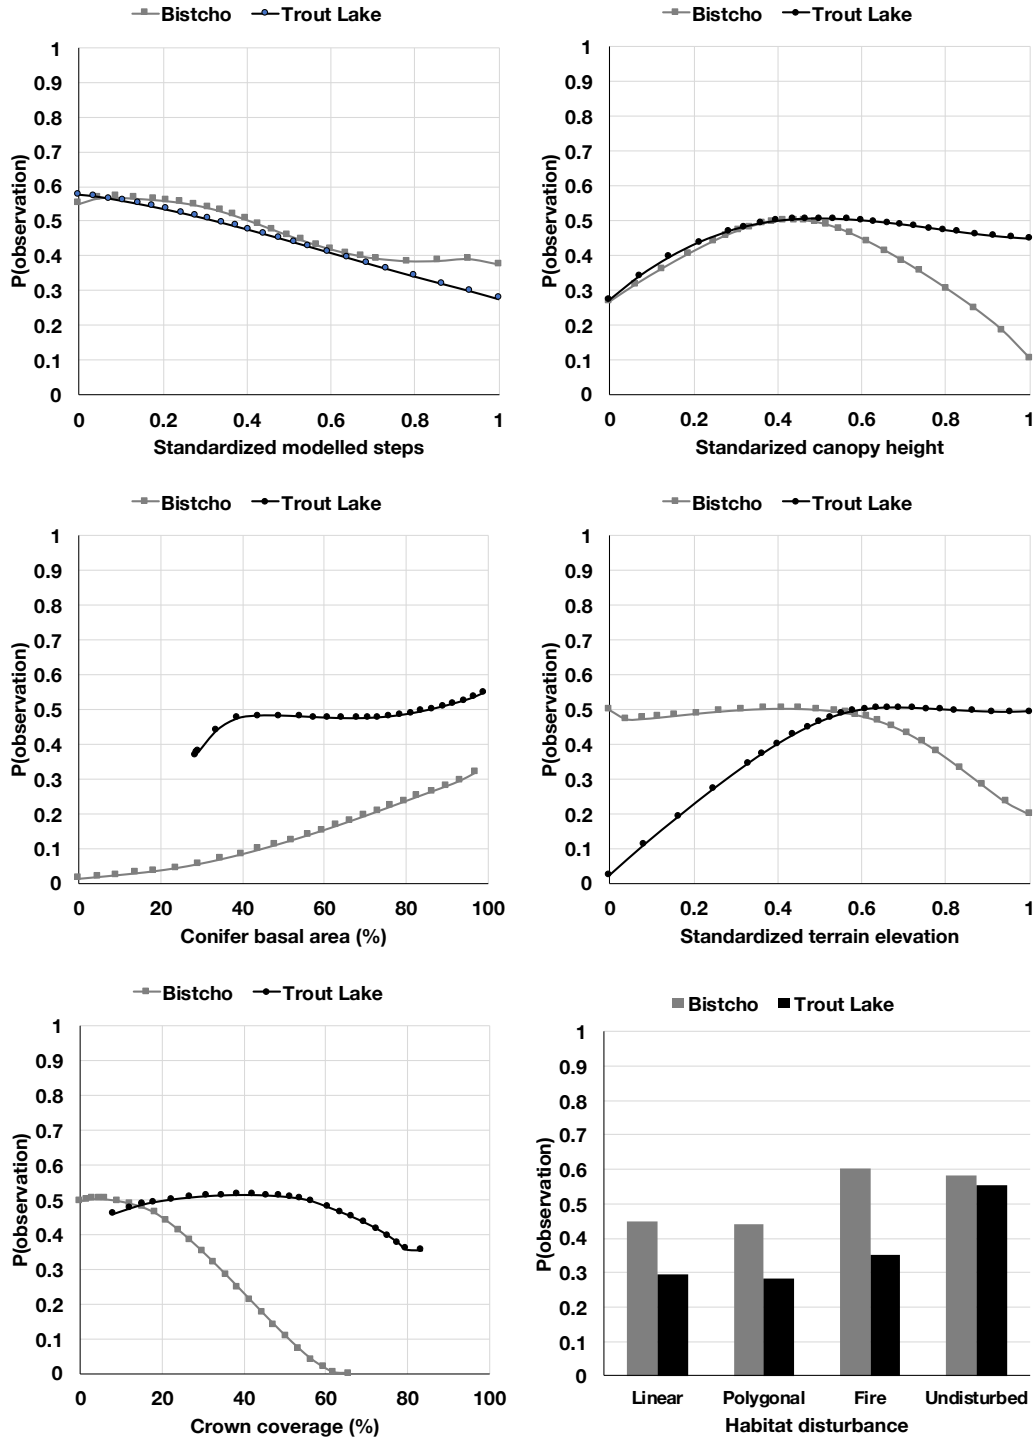 Bistcho Trout Lake
1
0.9
0.8
0.7
0.6
0.5
0.4
0.3
0.2
0.1
0
P(observation)
0 0.2 0.4 0.6 0.8 1
Standardized modelled steps
Bistcho Trout Lake
1
0.9
0.8
0.7
0.6
0.5
0.4
0.3
0.2
0.1
0
P(observation)
0 0.2 0.4 0.6 0.8 1
Standarized canopy height
Bistcho Trout Lake
1
0.9
0.8
0.7
0.6
0.5
0.4
0.3
0.2
0.1
0
P(observation)
0 20 40 60 80 100
Conifer basal area (%)
Bistcho Trout Lake
1
0.9
0.8
0.7
0.6
0.5
0.4
0.3
0.2
0.1
0
P(observation)
0 0.2 0.4 0.6 0.8 1
Standardized terrain elevation
Bistcho Trout Lake
1
0.9
0.8
0.7
0.6
0.5
0.4
0.3
0.2
0.1
0
P(observation)
0 20 40 60 80 100
Crown coverage (%)
Bistcho Trout Lake
1
0.9
0.8
0.7
0.6
0.5
0.4
0.3
0.2
0.1
0
P(observation)
Linear Polygonal Fire Undisturbed
Habitat disturbance